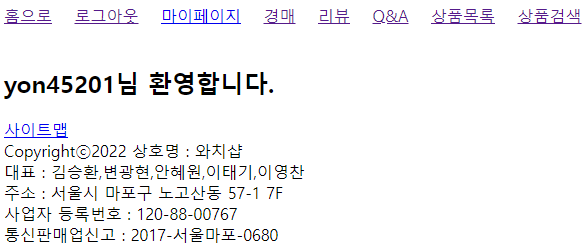 홈으로 로그아웃 마이페이지 경매 리뷰 Q&A 상품목록 상품검색
yon45201님 환영합니다.
사이트맵
Copyrightⓒ2022 상호명 : 와치샵
대표 : 김승환,변광현,안혜원,이태기,이영찬
주소 : 서울시 마포구 노고산동 57-1 7F
사업자 등록번호 : 120-88-00767
통신판매업신고 : 2017-서울마포-0680